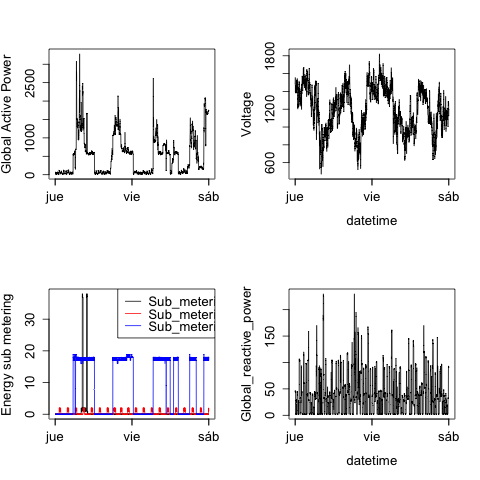 Global Active Power
0
1000
2500
jue
vie
sáb
Voltage
600
1200
1800
jue
vie
sáb
datetime
Energy sub metering
0
10
20
30
Sub_meteri
Sub_meteri
Sub_meteri
jue
vie
sáb
Global_reactive_power
0
50
150
jue
vie
sáb
datetime